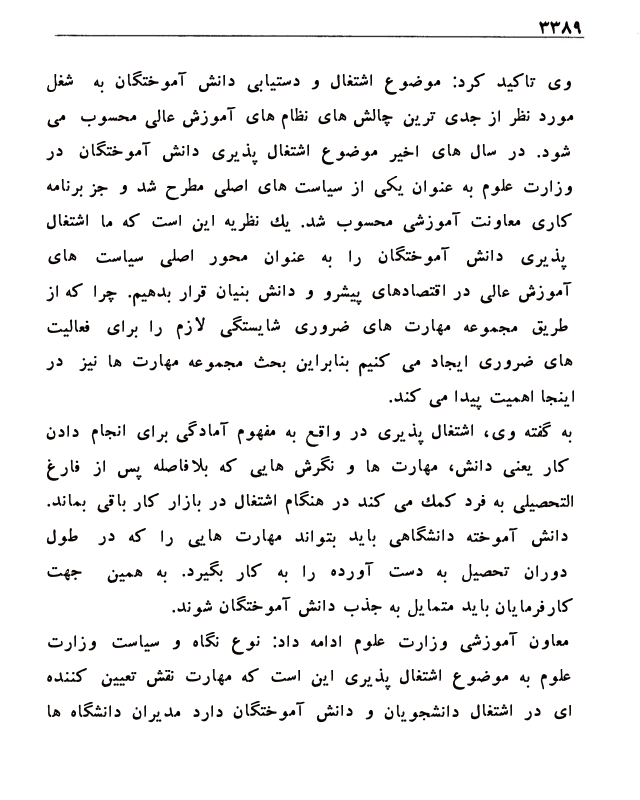 ۳۳۸۹
وی تاکید کرد: موضوع اشتغال و دستیابی دانش آموختگان به شغل
مورد نظر از جدی ترین چالش های نظام های آموزش عالی محسوب می
شود. در سال های اخیر موضوع اشتغال پذیری دانش آموختگان در
وزارت علوم به عنوان یکی از سیاست های اصلی مطرح شد و جز برنامه
کاری معاونت آموزشی محسوب شد. یك نظریه این است که ما اشتغال
پذیری دانش آموختگان را به عنوان محور اصلی سیاست های
آموزش عالی در اقتصادهای پیشرو و دانش بنیان قرار بدهیم. چرا که از
طریق مجموعه مهارت های ضروری شایستگی لازم را برای فعالیت
های ضروری ایجاد می کنیم بنابراین بحث مجموعه مهارت ها نیز در
اینجا اهمیت پیدا می کند.
به گفته وی، اشتغال پذیری در واقع به مفهوم آمادگی برای انجام دادن
کار یعنی دانش، مهارت ها و نگرش هایی که بلافاصله پس از فارغ
التحصیلی به فرد کمك می کند در هنگام اشتغال در بازار کار باقی بماند.
دانش آموخته دانشگاهی باید بتواند مهارت هایی را که در طول
دوران تحصیل به دست آورده را به کار بگیرد. به همین جهت
کارفرمایان باید متمایل به جذب دانش آموختگان شوند.
معاون آموزشی وزارت علوم ادامه داد: نوع نگاه و سیاست وزارت
علوم به موضوع اشتغال پذیری این است که مهارت نقش تعیین کننده
ای در اشتغال دانشجویان و دانش آموختگان دارد مدیران دانشگاه ها